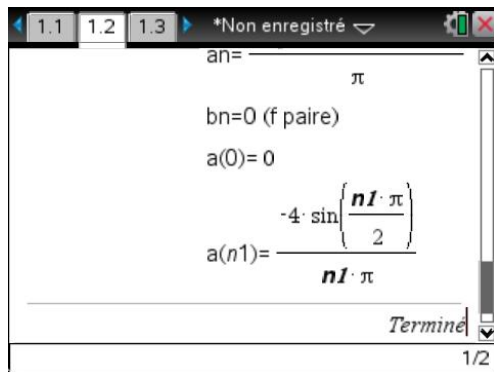 1.1 1.2 1.3 *Non enregistré
an=
π
bn=0 (f paire)
a(0)= 0
a(n1)= -4· sin(n1·π/2) / n1·π
Terminé
1/2